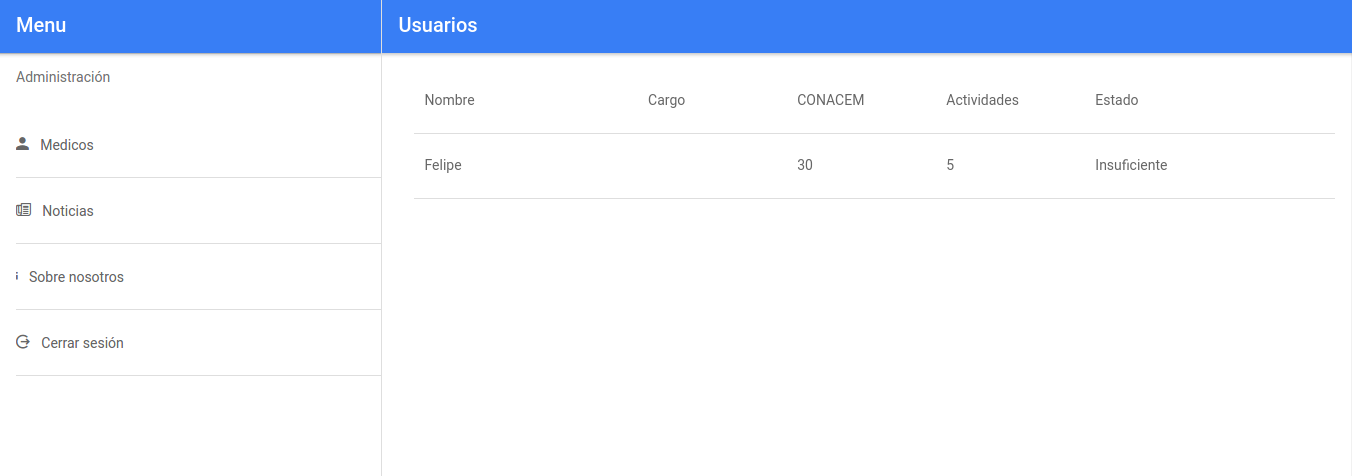 Menu
Administración
Medicos
Noticias
Sobre nosotros
Cerrar sesión
Usuarios
Nombre Cargo CONACEM Actividades Estado
Felipe 30 5 Insuficiente